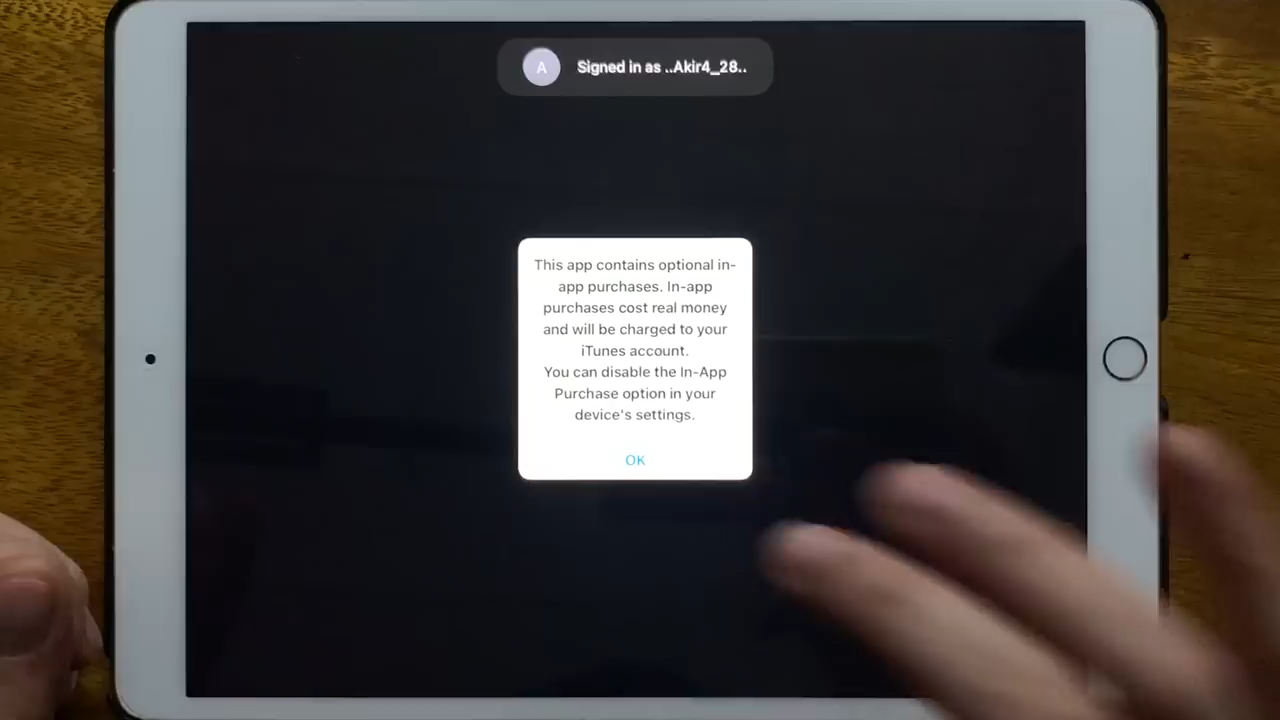 A
Signed in as ..Akir4_28..
This app contains optional in-
app purchases. In-app
purchases cost real money
and will be charged to your
iTunes account.
You can disable the In-App
Purchase option in your
device's settings.
OK